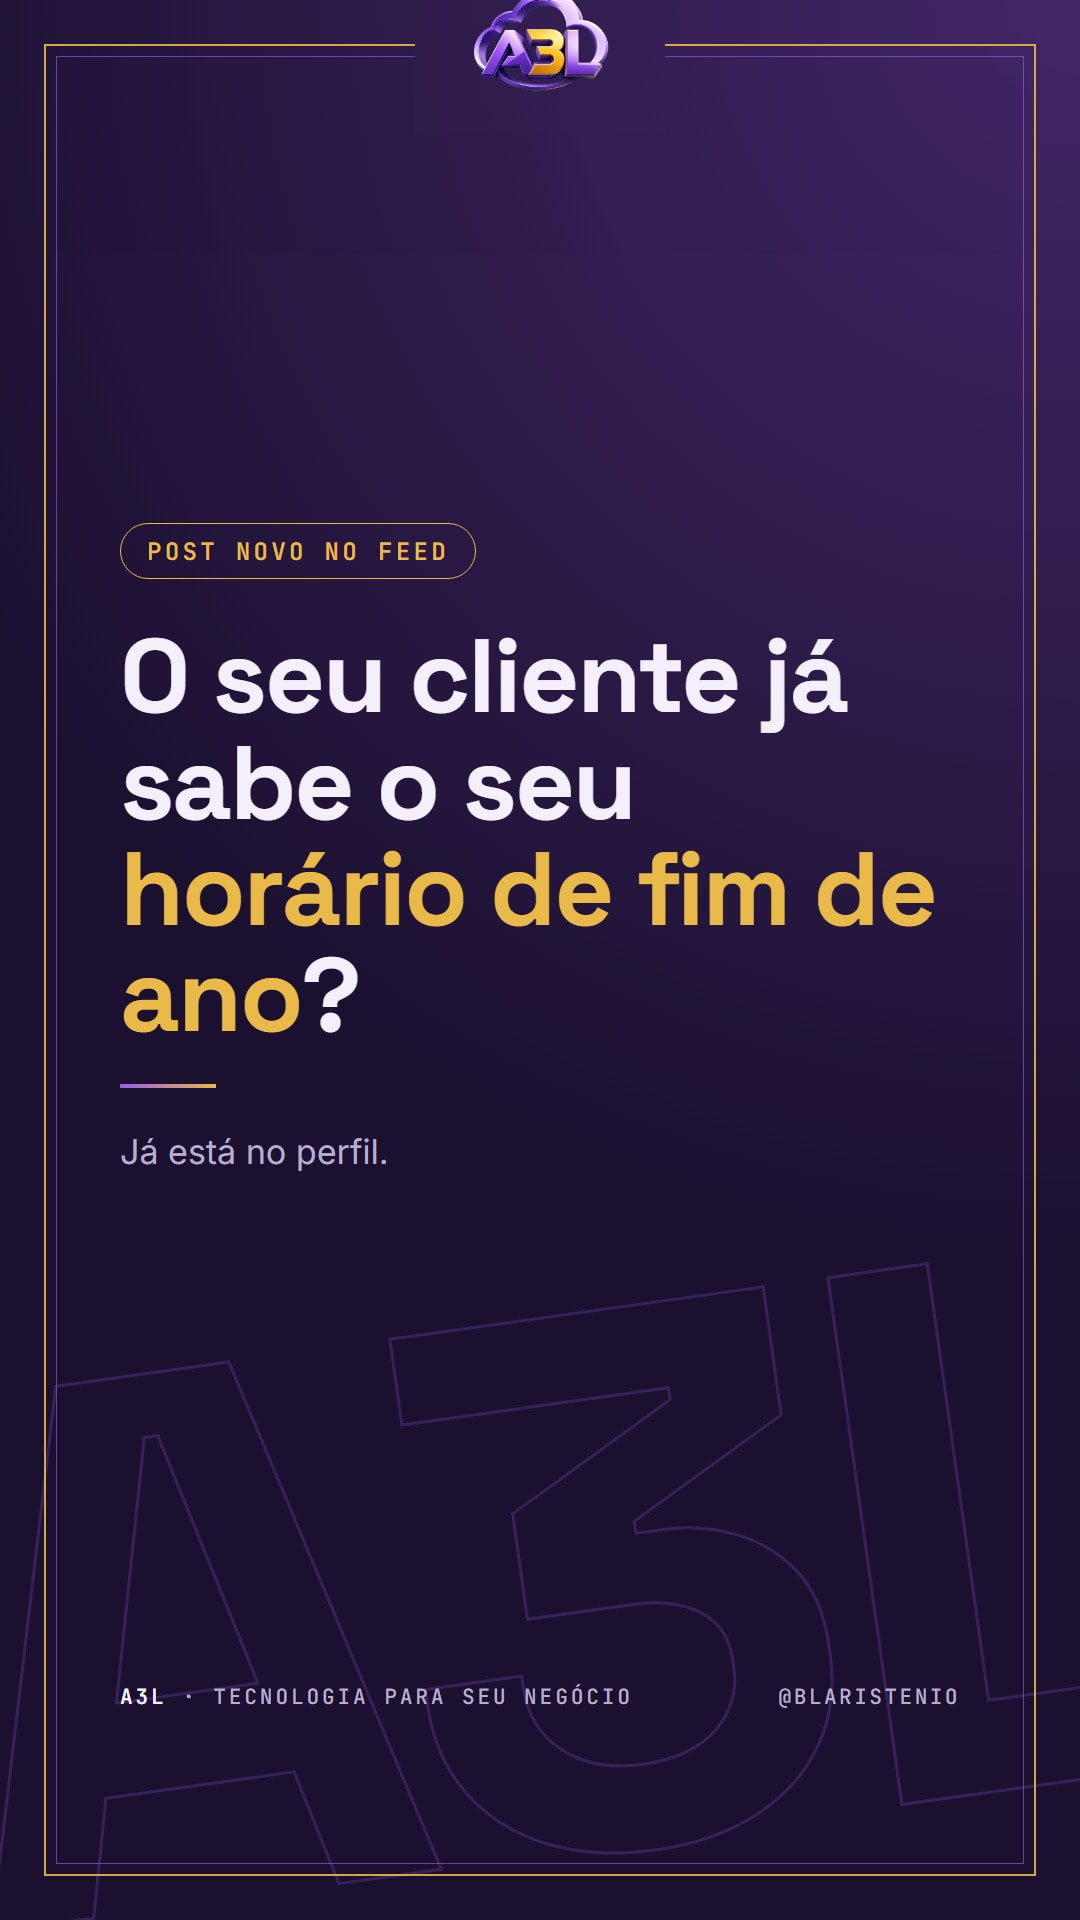 A3L
POST NOVO NO FEED
O seu cliente já
sabe o seu
horário de fim de
ano?
Já está no perfil.
A3L
A3L · TECNOLOGIA PARA SEU NEGÓCIO @BLARISTENIO